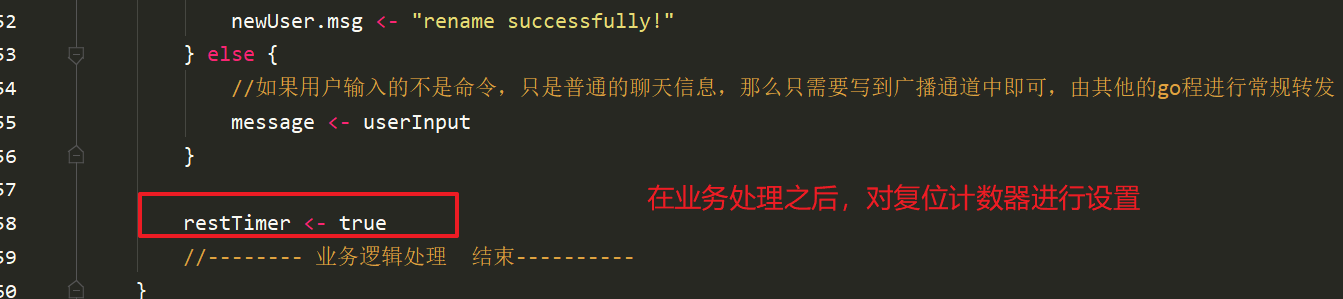 52 newUser.msg <- "rename successfully!"
53 } else {
54 //如果用户输入的不是命令，只是普通的聊天信息，那么只需要写到广播通道中即可，由其他的go程进行常规转发
55 message <- userInput
56 }
57
在业务处理之后，对复位计数器进行设置
58 restTimer <- true
59 //-------- 业务逻辑处理  结束----------
60 }